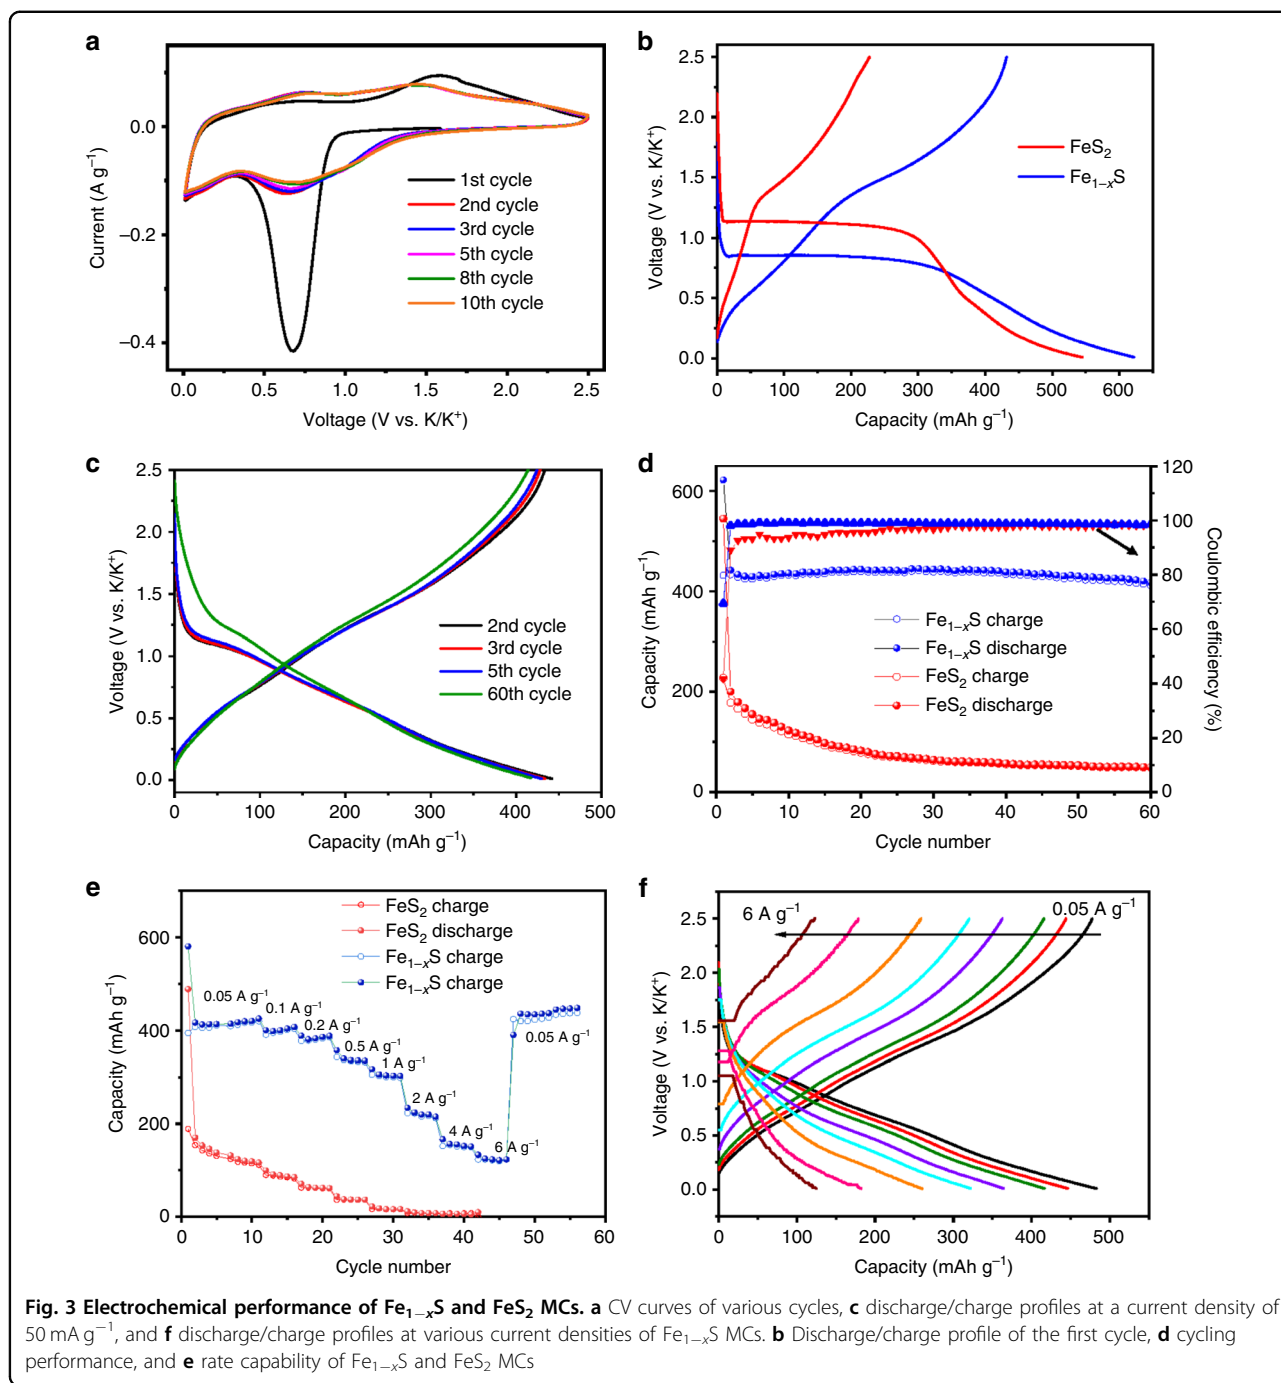 a
0.0
−0.2
−0.4
Current (A g⁻¹)
1st cycle
2nd cycle
3rd cycle
5th cycle
8th cycle
10th cycle
0.0 0.5 1.0 1.5 2.0 2.5
Voltage (V vs. K/K⁺)
b
2.5
2.0
1.5
1.0
0.5
0.0
Voltage (V vs. K/K⁺)
FeS₂
Fe₁₋ₓS
0 100 200 300 400 500 600
Capacity (mAh g⁻¹)
c
2.5
2.0
1.5
1.0
0.5
0.0
Voltage (V vs. K/K⁺)
2nd cycle
3rd cycle
5th cycle
60th cycle
0 100 200 300 400 500
Capacity (mAh g⁻¹)
d
600
400
200
0
Capacity (mAh g⁻¹)
Fe₁₋ₓS charge
Fe₁₋ₓS discharge
FeS₂ charge
FeS₂ discharge
120
100
80
60
40
20
0
Coulombic efficiency (%)
0 10 20 30 40 50 60
Cycle number
e
600
400
200
0
Capacity (mAh g⁻¹)
FeS₂ charge
FeS₂ discharge
Fe₁₋ₓS charge
Fe₁₋ₓS charge
0.05 A g⁻¹
0.1 A g⁻¹
0.2 A g⁻¹
0.5 A g⁻¹
1 A g⁻¹
2 A g⁻¹
4 A g⁻¹
6 A g⁻¹
0.05 A g⁻¹
0 10 20 30 40 50 60
Cycle number
f
2.5
2.0
1.5
1.0
0.5
0.0
Voltage (V vs. K/K⁺)
6 A g⁻¹
0.05 A g⁻¹
0 100 200 300 400 500
Capacity (mAh g⁻¹)
Fig. 3 Electrochemical performance of Fe₁₋ₓS and FeS₂ MCs. a CV curves of various cycles, c discharge/charge profiles at a current density of
50 mA g⁻¹, and f discharge/charge profiles at various current densities of Fe₁₋ₓS MCs. b Discharge/charge profile of the first cycle, d cycling
performance, and e rate capability of Fe₁₋ₓS and FeS₂ MCs